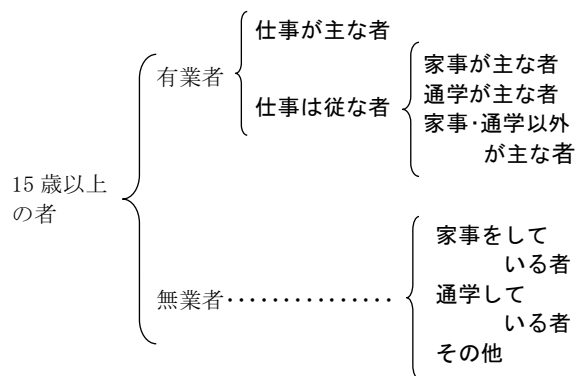 仕事が主な者
有業者
仕事は従な者
家事が主な者
通学が主な者
家事・通学以外
が主な者
15歳以上
の者
無業者・・・・・・・・・・・・・・・
家事をして
いる者
通学して
いる者
その他